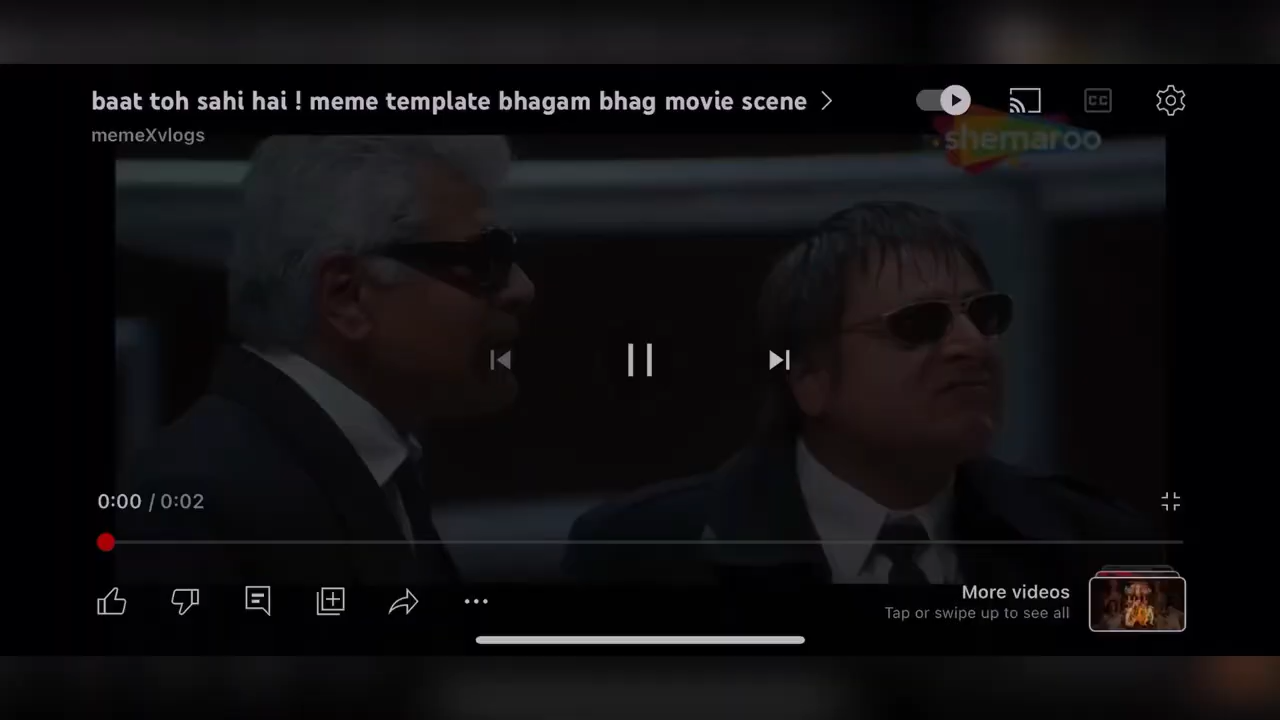 baat toh sahi hai ! meme template bhagam bhag movie scene
memeXvlogs
CC
shemaroo
0:00 / 0:02
More videos
Tap or swipe up to see all